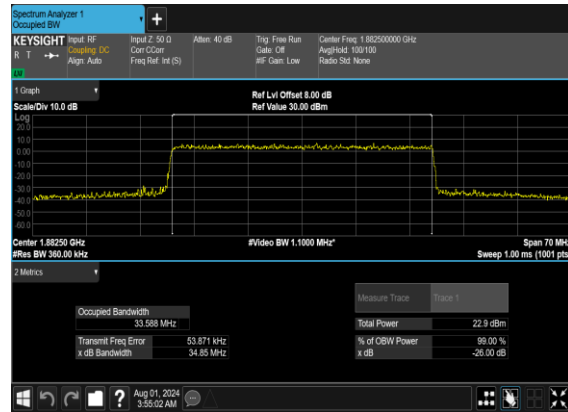 Spectrum Analyzer 1
Occupied BW
KEYSIGHT Input: RF Input Z: 50 Ω Atten: 40 dB Trig: Free Run Center Freq: 1.882500000 GHz
R T Coupling: DC Corr CCorr Gate: Off Avg|Hold: 100/100
Align: Auto Freq Ref: Int (S) #IF Gain: Low Radio Std: None
1 Graph
Ref Lvl Offset 8.00 dB
Scale/Div 10.0 dB Ref Value 30.00 dBm
Log
20.0
10.0
0.00
-10.0
-20.0
-30.0
-40.0
-50.0
-60.0
Center 1.88250 GHz #Video BW 1.1000 MHz* Span 70 MHz
#Res BW 360.00 kHz Sweep 1.00 ms (1001 pts
2 Metrics
Measure Trace Trace 1
Occupied Bandwidth
33.588 MHz Total Power 22.9 dBm
Transmit Freq Error 53.871 kHz % of OBW Power 99.00 %
x dB Bandwidth 34.85 MHz x dB -26.00 dB
? Aug 01, 2024
3:55:02 AM